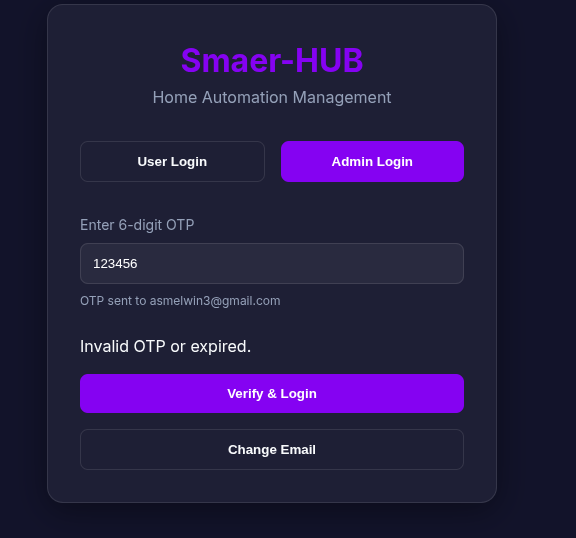 Smaer-HUB
Home Automation Management
User Login
Admin Login
Enter 6-digit OTP
123456
OTP sent to asmelwin3@gmail.com
Invalid OTP or expired.
Verify & Login
Change Email